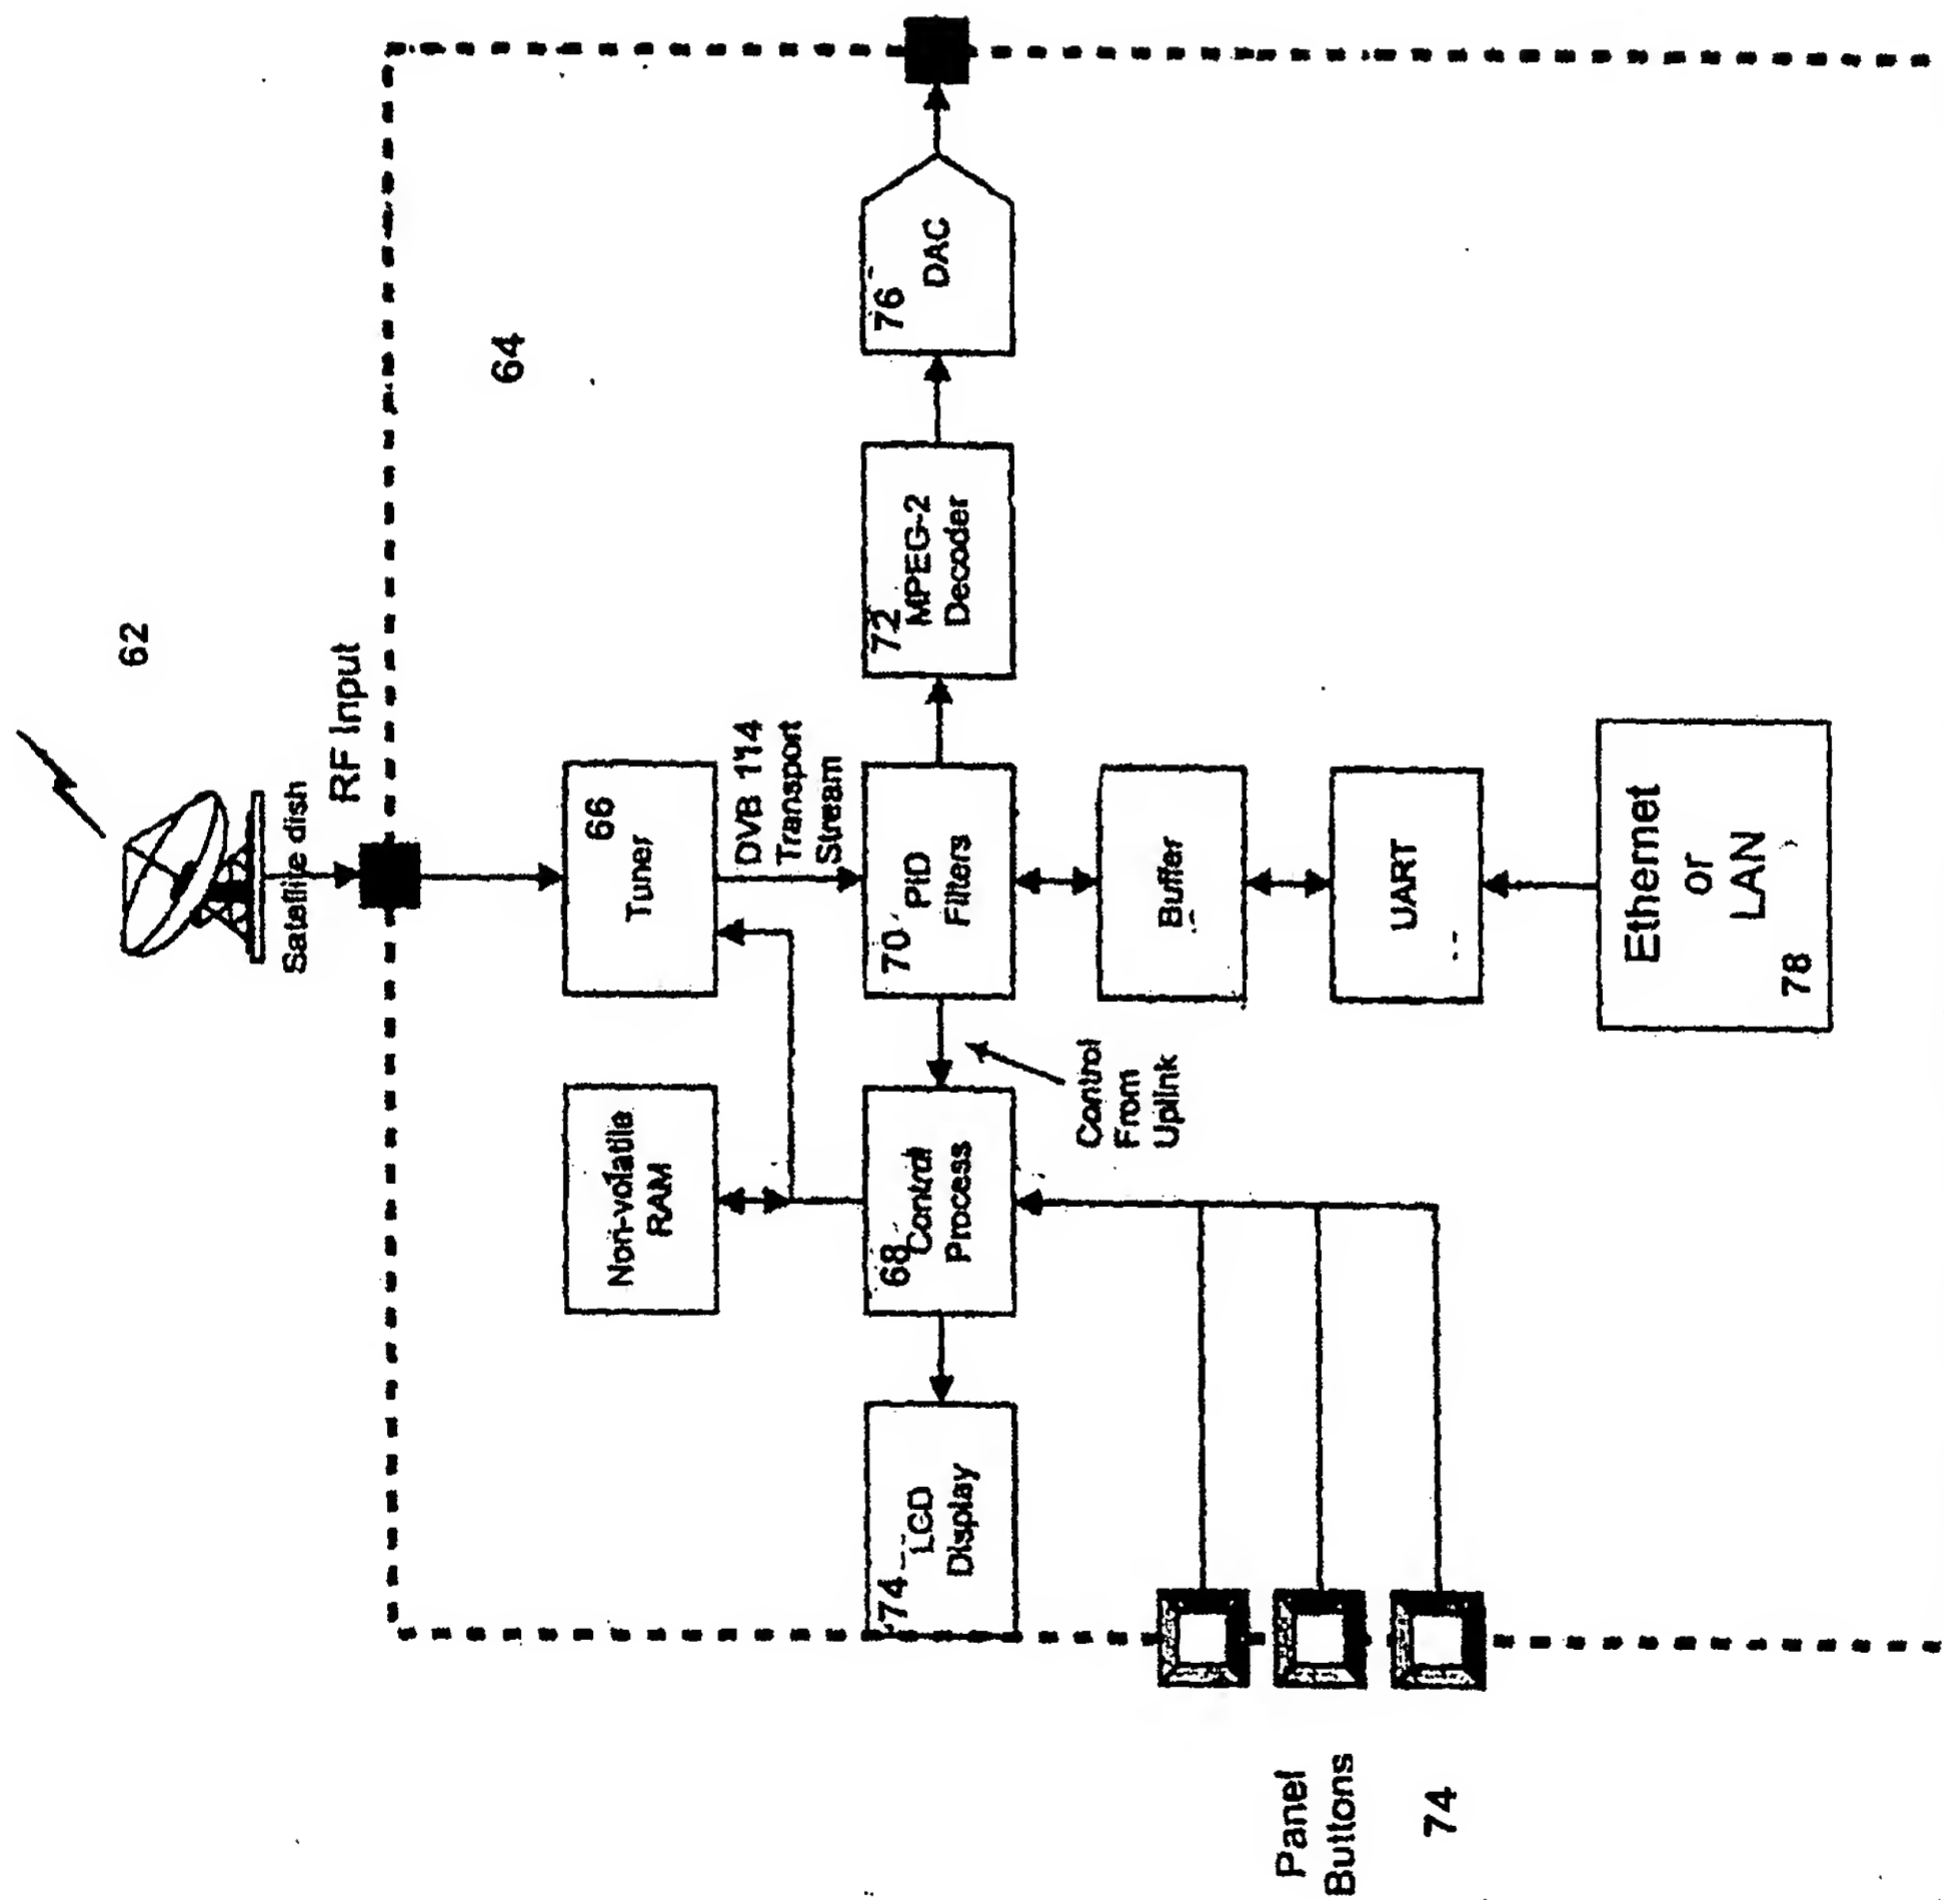 62
Satellite dish
RF Input
64
66
Tuner
Non-volatile
RAM
DVB 1114
Transport
Stream
74
LCD
Display
68
Control
Process
70
PID
Filters
72
MPEG-2
Decoder
76
DAC
Control
From
Uplink
Buffer
UART
Ethernet
or
LAN
78
Panel
Buttons
74